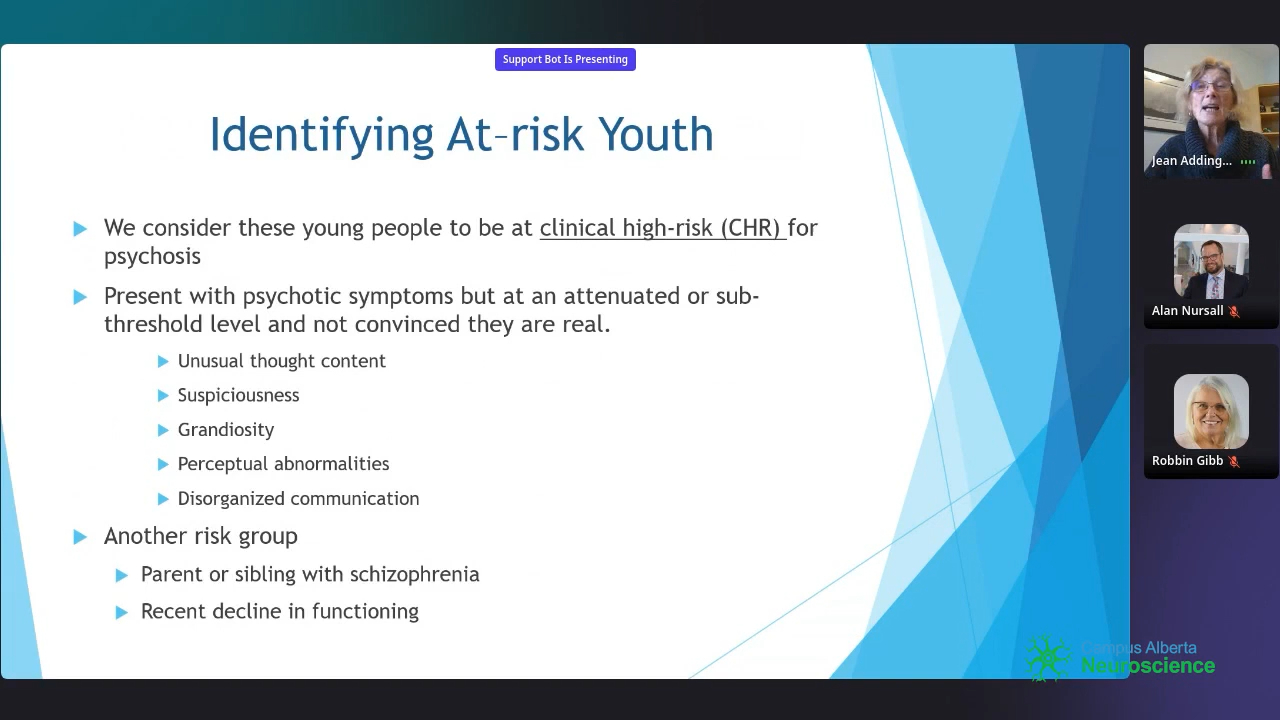 Support Bot Is Presenting
Identifying At-risk Youth
We consider these young people to be at clinical high-risk (CHR) for
psychosis
Present with psychotic symptoms but at an attenuated or sub-
threshold level and not convinced they are real.
Unusual thought content
Suspiciousness
Grandiosity
Perceptual abnormalities
Disorganized communication
Another risk group
Parent or sibling with schizophrenia
Recent decline in functioning
Jean Adding...
Alan Nursall
Robbin Gibb
Campus Alberta
Neuroscience